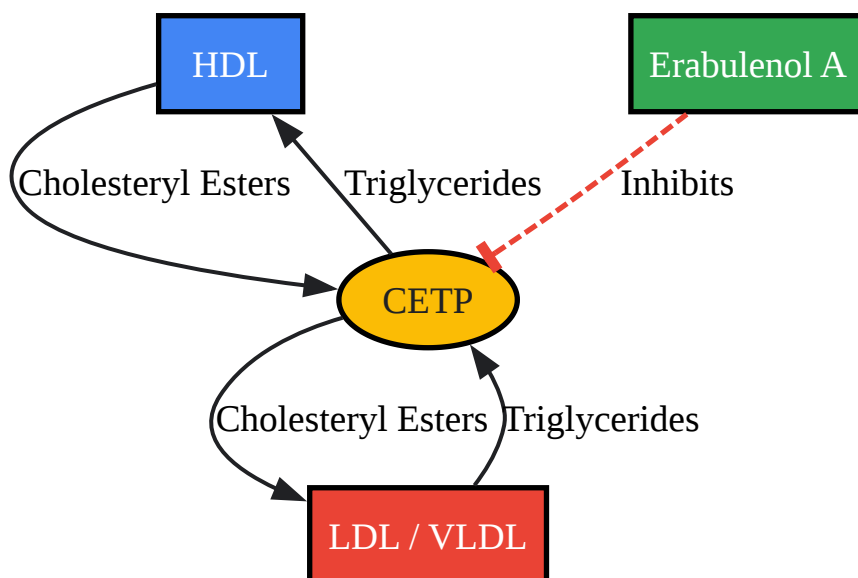 HDL
Erabulenol A
Cholesteryl Esters
Triglycerides
Inhibits
CETP
Cholesteryl Esters
Triglycerides
LDL / VLDL